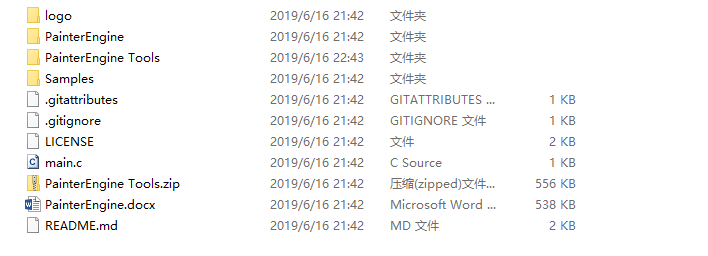 logo 2019/6/16 21:42 文件夹
PainterEngine 2019/6/16 21:42 文件夹
PainterEngine Tools 2019/6/16 22:43 文件夹
Samples 2019/6/16 21:42 文件夹
.gitattributes 2019/6/16 21:42 GITATTRIBUTES ... 1 KB
.gitignore 2019/6/16 21:42 GITIGNORE 文件 1 KB
LICENSE 2019/6/16 21:42 文件 2 KB
main.c 2019/6/16 21:42 C Source 1 KB
PainterEngine Tools.zip 2019/6/16 21:42 压缩(zipped)文件... 556 KB
PainterEngine.docx 2019/6/16 21:42 Microsoft Word ... 538 KB
README.md 2019/6/16 21:42 MD 文件 2 KB